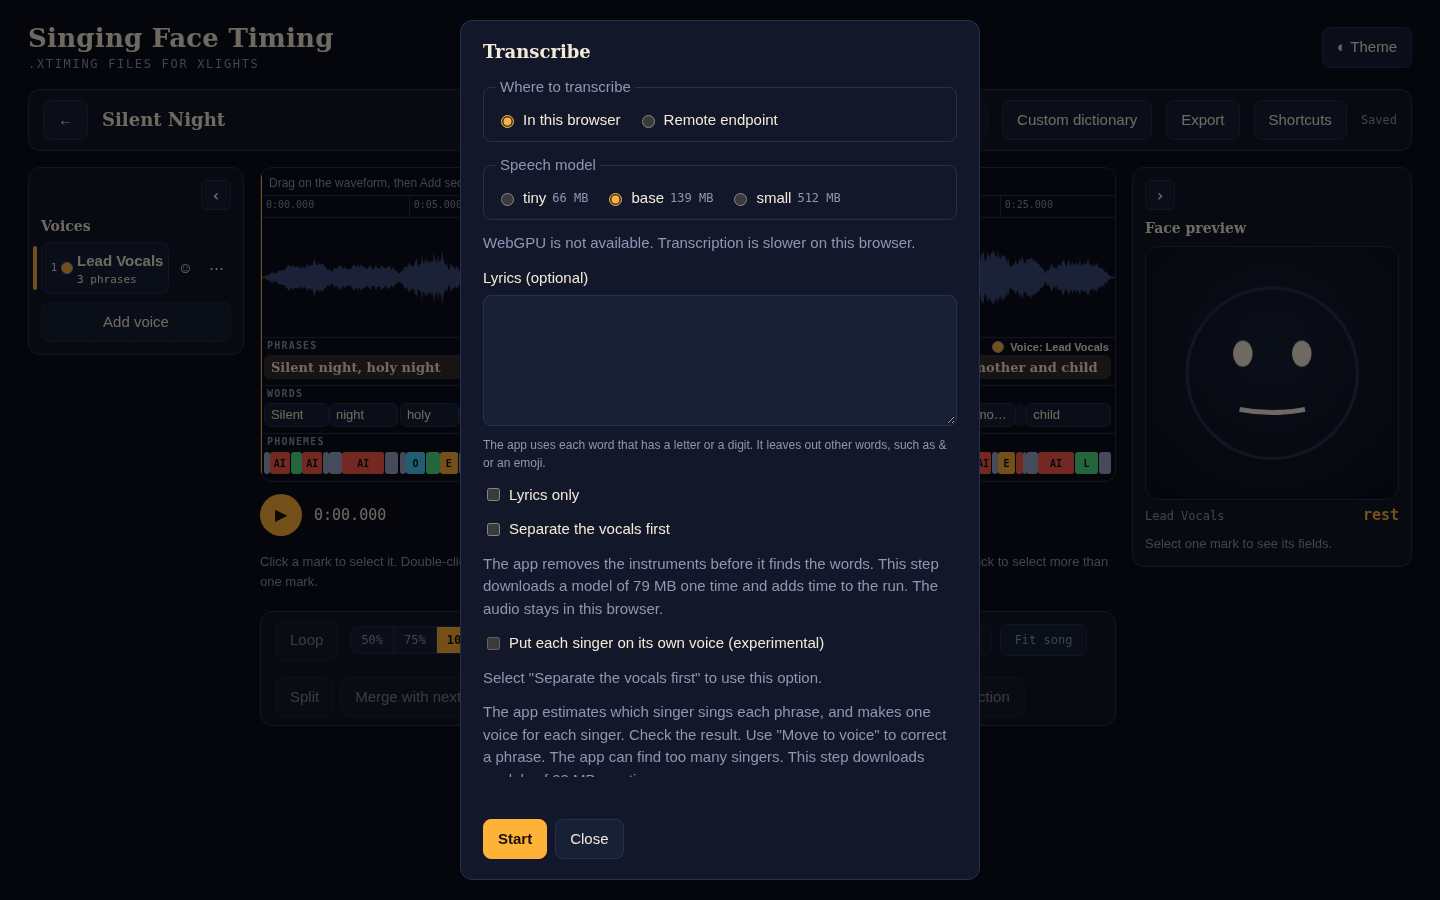 Singing Face Timing
.XTIMING FILES FOR XLIGHTS
Theme
←
Silent Night
Custom dictionary
Export
Shortcuts
Saved
Voices
1
Lead Vocals
3 phrases
Add voice
Drag on the waveform, then Add sec
0:00.000
0:05.000
0:25.000
PHRASES
Voice: Lead Vocals
Silent night, holy night
mother and child
WORDS
Silent
night
holy
mo…
child
PHONEMES
AI
AI
AI
O
E
AI
E
AI
L
0:00.000
Click a mark to select it. Double-cli
ck to select more than
one mark.
Loop
50%
75%
10
Fit song
Split
Merge with next
ction
Face preview
Lead Vocals
rest
Select one mark to see its fields.
Transcribe
Where to transcribe
In this browser
Remote endpoint
Speech model
tiny 66 MB
base 139 MB
small 512 MB
WebGPU is not available. Transcription is slower on this browser.
Lyrics (optional)
The app uses each word that has a letter or a digit. It leaves out other words, such as &
or an emoji.
Lyrics only
Separate the vocals first
The app removes the instruments before it finds the words. This step
downloads a model of 79 MB one time and adds time to the run. The
audio stays in this browser.
Put each singer on its own voice (experimental)
Select "Separate the vocals first" to use this option.
The app estimates which singer sings each phrase, and makes one
voice for each singer. Check the result. Use "Move to voice" to correct
a phrase. The app can find too many singers. This step downloads
Start
Close